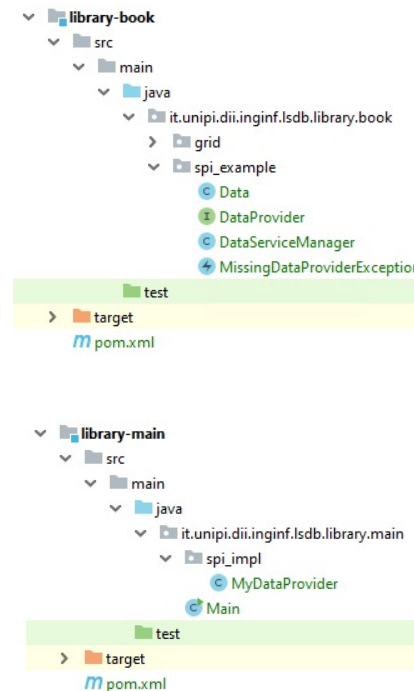 library-book
src
main
java
it.unipi.dii.inginf.lsdb.library.book
grid
spi_example
C Data
I DataProvider
C DataServiceManager
MissingDataProviderException
test
target
m pom.xml
library-main
src
main
java
it.unipi.dii.inginf.lsdb.library.main
spi_impl
C MyDataProvider
C Main
test
target
m pom.xml